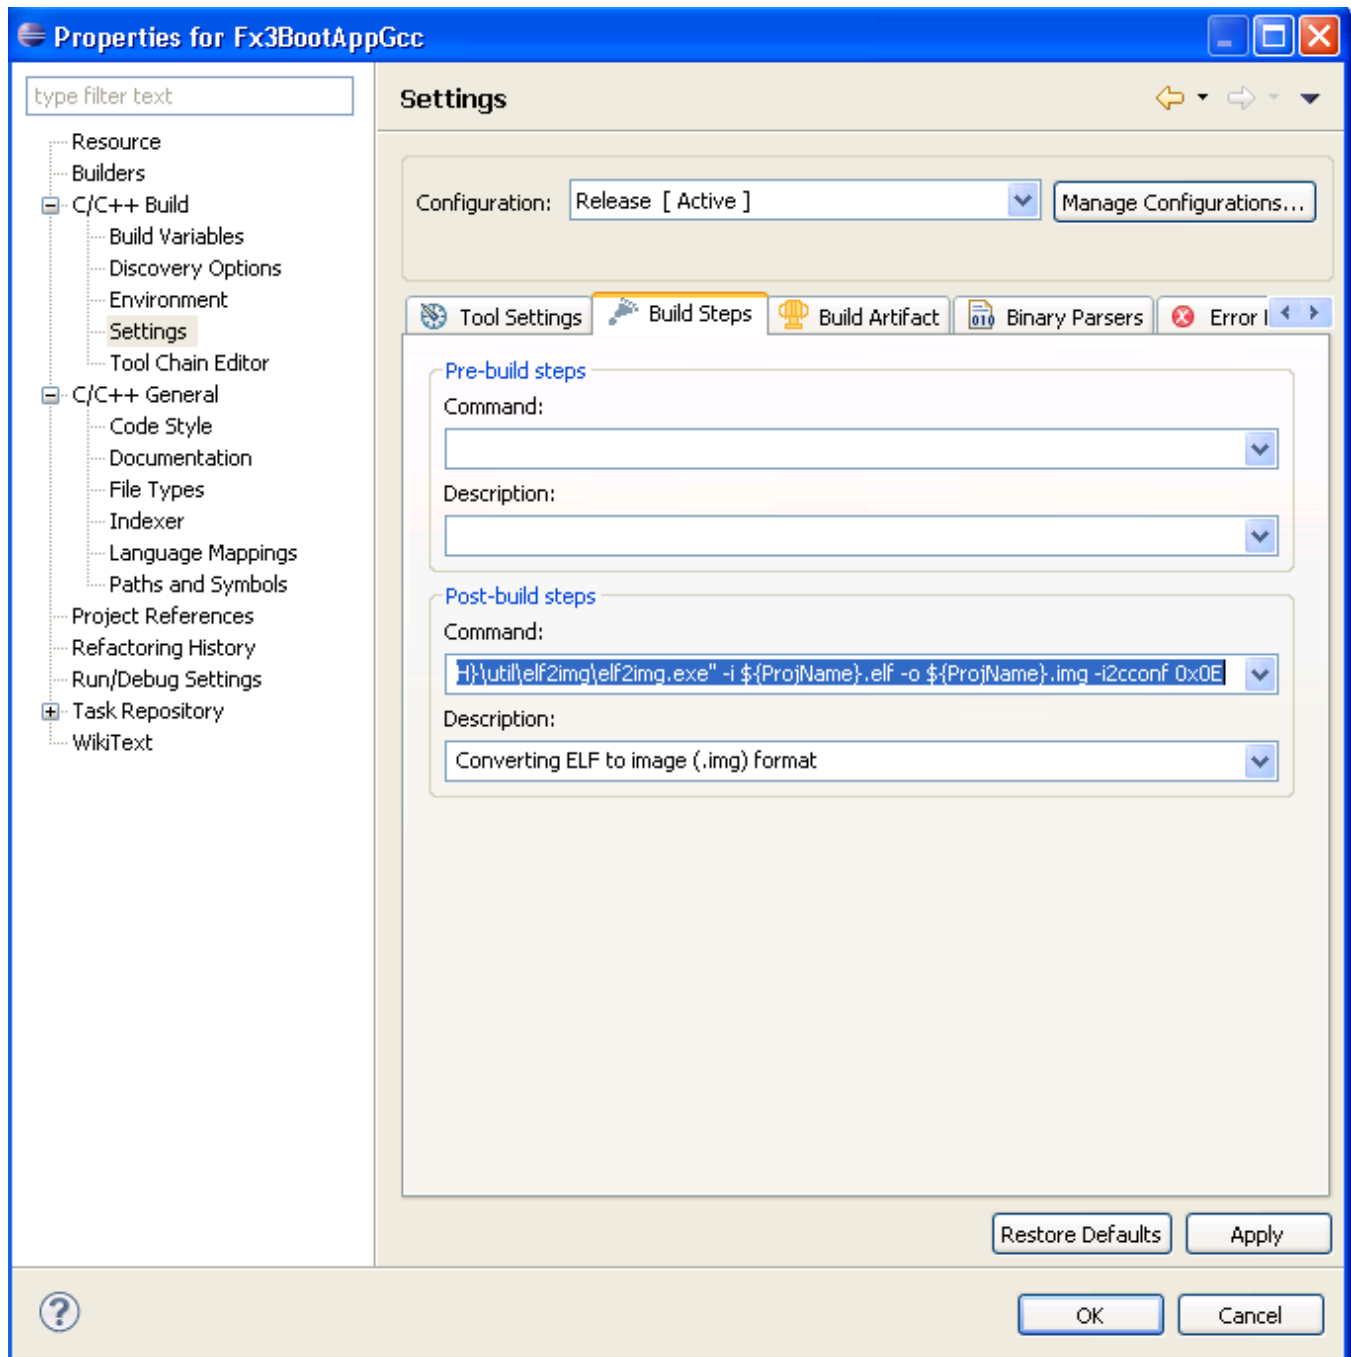 Properties for Fx3BootAppGcc
type filter text
Resource
Builders
C/C++ Build
Build Variables
Discovery Options
Environment
Settings
Tool Chain Editor
C/C++ General
Code Style
Documentation
File Types
Indexer
Language Mappings
Paths and Symbols
Project References
Refactoring History
Run/Debug Settings
Task Repository
WikiText
Settings
Configuration: Release [ Active ] Manage Configurations...
Tool Settings Build Steps Build Artifact 010 Binary Parsers Error
Pre-build steps
Command:
Description:
Post-build steps
Command:
H}\util\elf2img\elf2img.exe" -i ${ProjName}.elf -o ${ProjName}.img -i2cconf 0x0E
Description:
Converting ELF to image (.img) format
Restore Defaults Apply
? OK Cancel